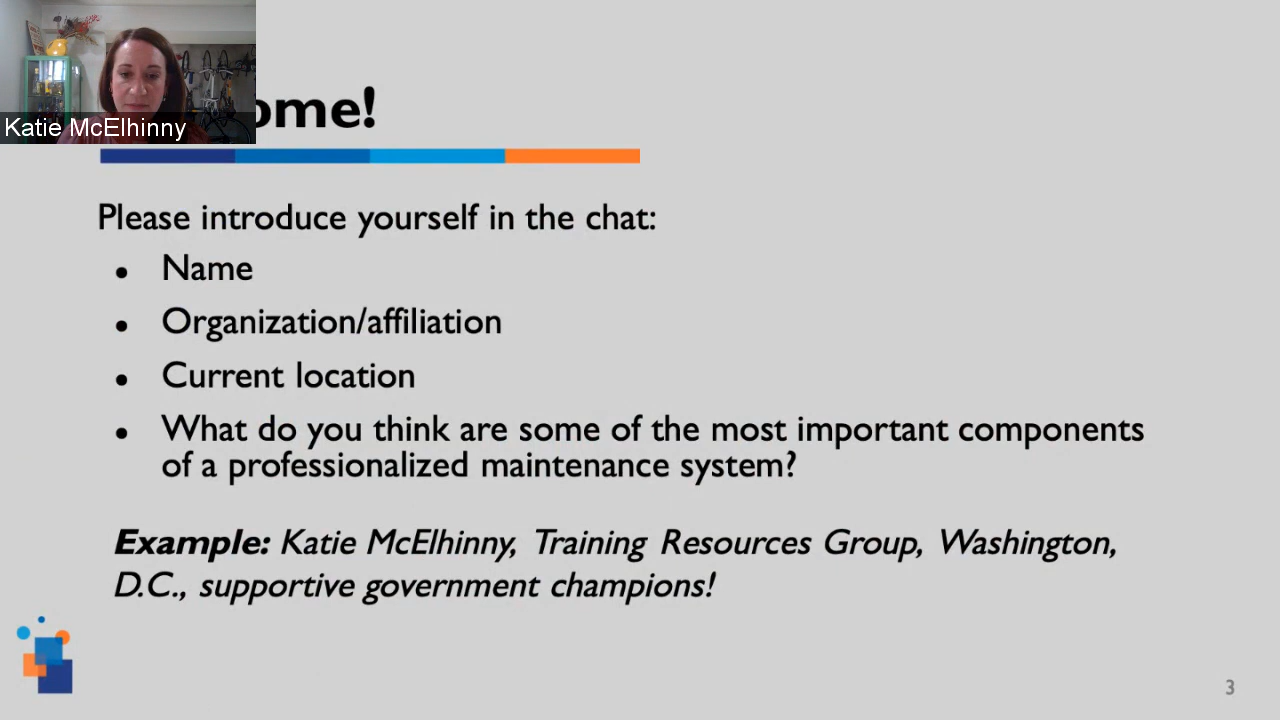 Katie McElhinny
ome!
Please introduce yourself in the chat:
• Name
• Organization/affiliation
• Current location
• What do you think are some of the most important components
of a professionalized maintenance system?
Example: Katie McElhinny, Training Resources Group, Washington,
D.C., supportive government champions!
3